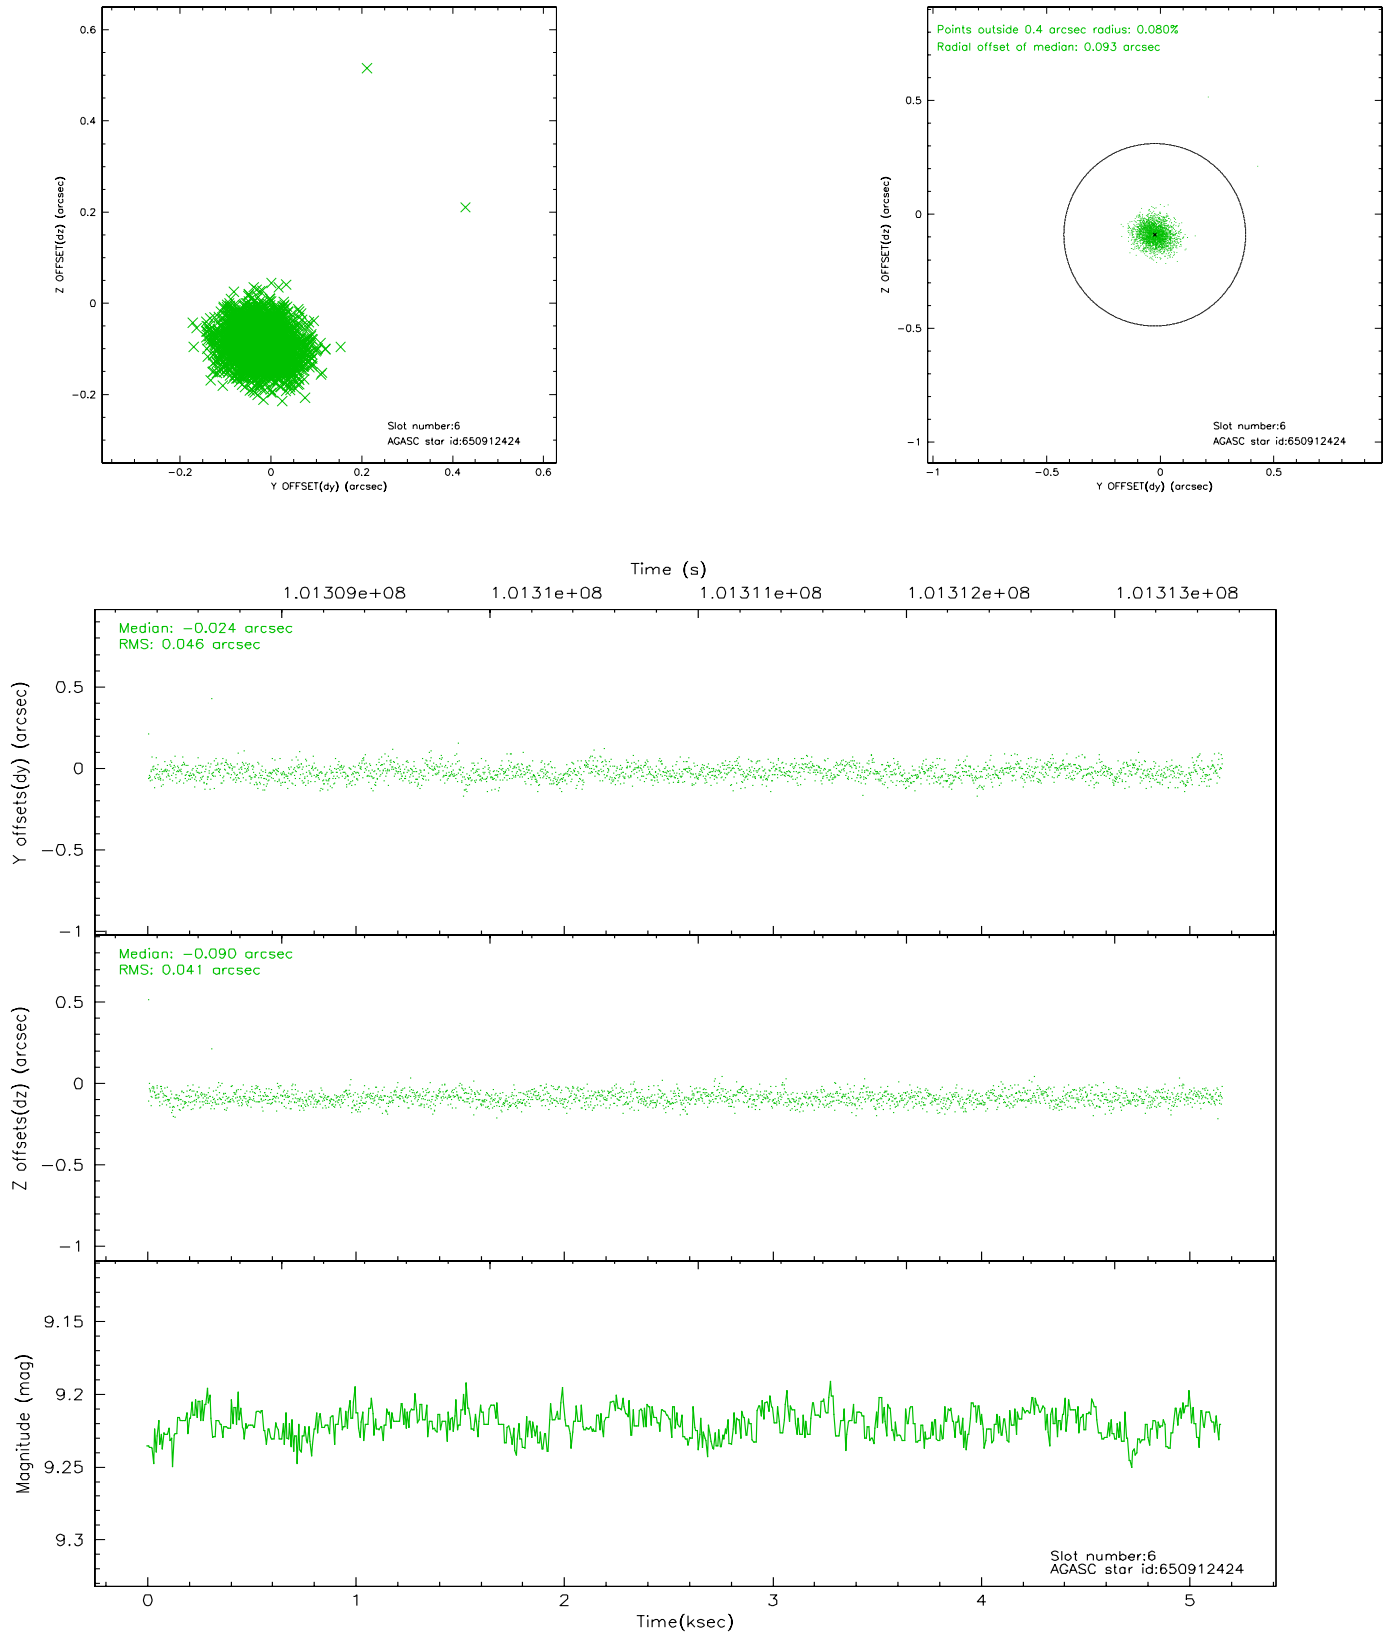 0.6
0.4
0.2
0
−0.2
Z OFFSET(dz) (arcsec)
Slot number:6
AGASC star id:650912424
−0.2 0 0.2 0.4 0.6
Y OFFSET(dy) (arcsec)
Points outside 0.4 arcsec radius: 0.080%
Radial offset of median: 0.093 arcsec
0.5
0
−0.5
−1
Z OFFSET(dz) (arcsec)
Slot number:6
AGASC star id:650912424
−1 −0.5 0 0.5
Y OFFSET(dy) (arcsec)
Time (s)
1.01309e+08 1.0131e+08 1.01311e+08 1.01312e+08 1.01313e+08
Median: −0.024 arcsec
RMS: 0.046 arcsec
0.5
0
−0.5
−1
Y offsets(dy) (arcsec)
Median: −0.090 arcsec
RMS: 0.041 arcsec
0.5
0
−0.5
−1
Z offsets(dz) (arcsec)
9.15
9.2
9.25
9.3
Magnitude (mag)
Slot number:6
AGASC star id:650912424
0 1 2 3 4 5
Time(ksec)